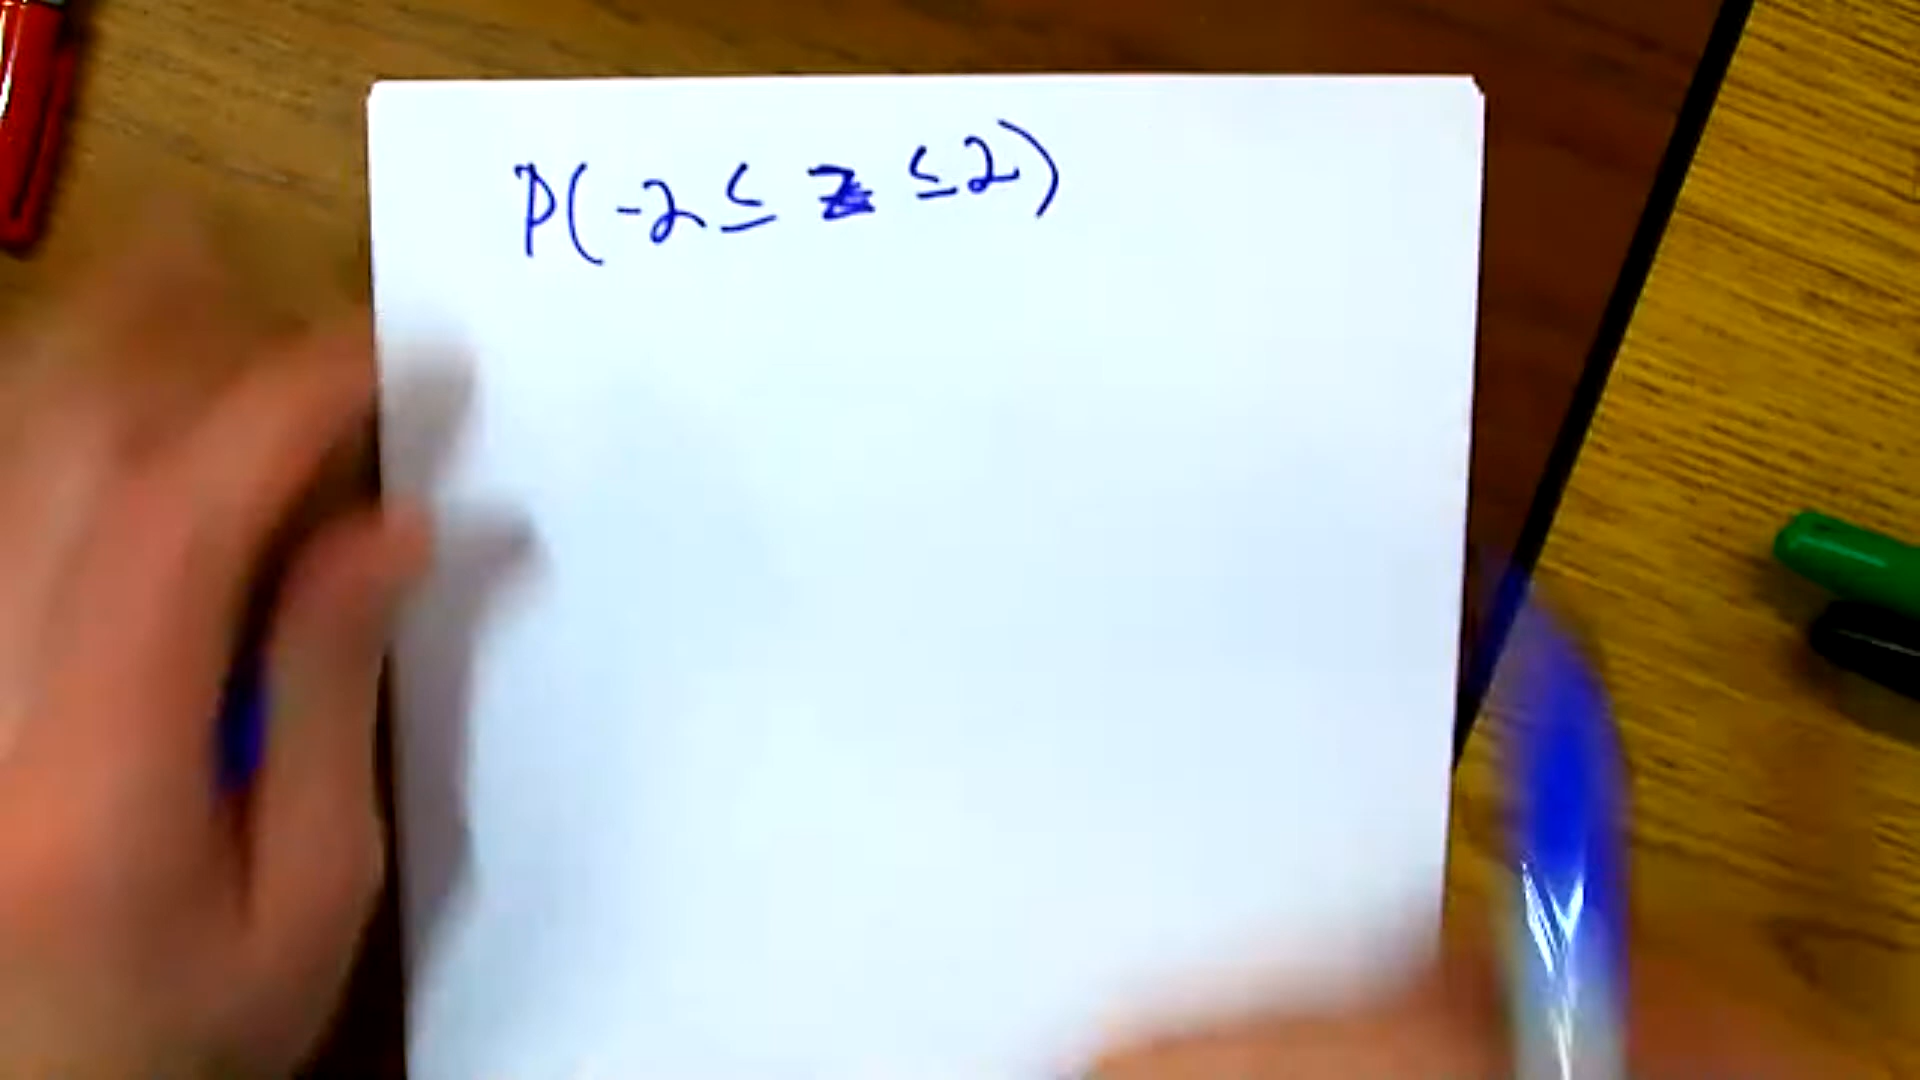 P(-2 ≤ z ≤ 2)